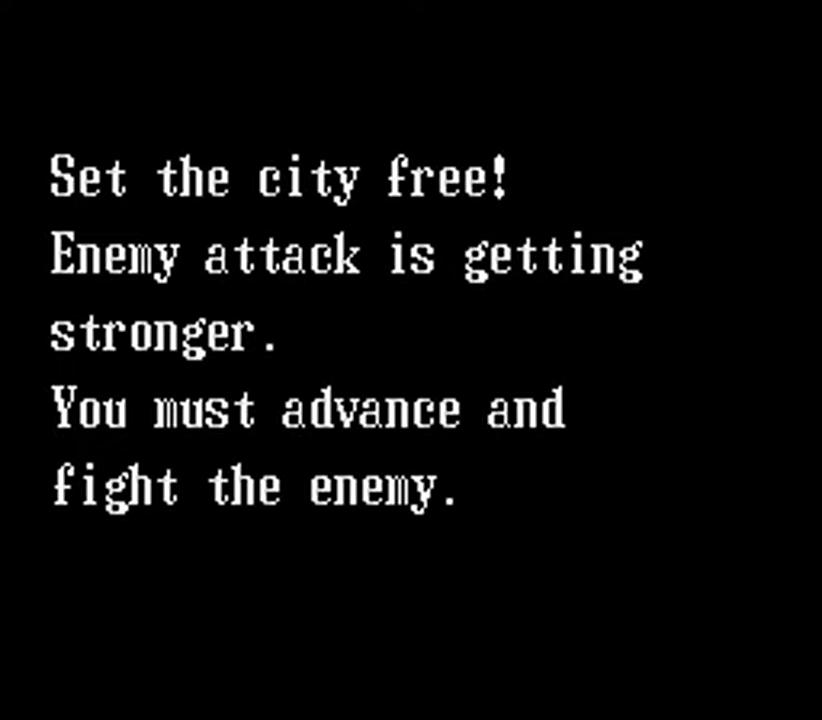 Set the city free!
Enemy attack is getting
stronger.
You must advance and
fight the enemy.